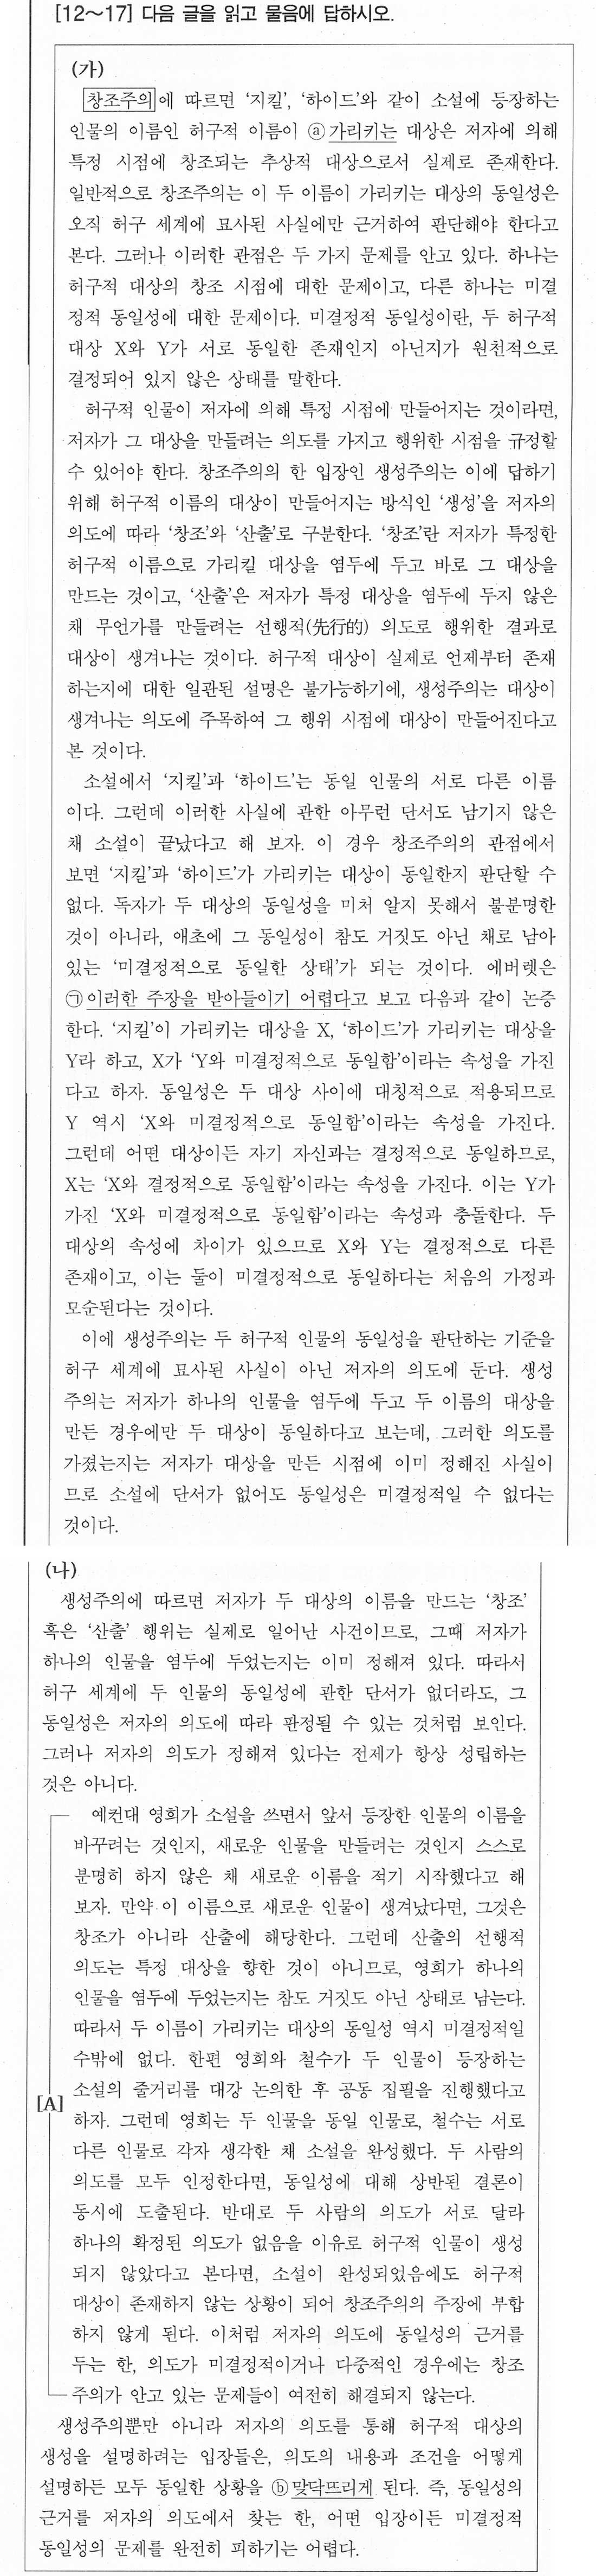 [12~17] 다음 글을 읽고 물음에 답하시오.
(가)
창조주의에 따르면 ‘지킬’, ‘하이드’와 같이 소설에 등장하는
인물의 이름인 허구적 이름이 ⓐ가리키는 대상은 저자에 의해
특정 시점에 창조되는 추상적 대상으로서 실제로 존재한다.
일반적으로 창조주의는 이 두 이름이 가리키는 대상의 동일성은
오직 허구 세계에 묘사된 사실에만 근거하여 판단해야 한다고
본다. 그러나 이러한 관점은 두 가지 문제를 안고 있다. 하나는
허구적 대상의 창조 시점에 대한 문제이고, 다른 하나는 미결
정적 동일성에 대한 문제이다. 미결정적 동일성이란, 두 허구적
대상 X와 Y가 서로 동일한 존재인지 아닌지가 원천적으로
결정되어 있지 않은 상태를 말한다.
허구적 인물이 저자에 의해 특정 시점에 만들어지는 것이라면,
저자가 그 대상을 만들려는 의도를 가지고 행위한 시점을 규정할
수 있어야 한다. 창조주의의 한 입장인 생성주의는 이에 답하기
위해 허구적 이름의 대상이 만들어지는 방식인 ‘생성’을 저자의
의도에 따라 ‘창조’와 ‘산출’로 구분한다. ‘창조’란 저자가 특정한
허구적 이름으로 가리킬 대상을 염두에 두고 바로 그 대상을
만드는 것이고, ‘산출’은 저자가 특정 대상을 염두에 두지 않은
채 무언가를 만들려는 선행적(先行的) 의도로 행위한 결과로
대상이 생겨나는 것이다. 허구적 대상이 실제로 언제부터 존재
하는지에 대한 일관된 설명은 불가능하기에, 생성주의는 대상이
생겨나는 의도에 주목하여 그 행위 시점에 대상이 만들어진다고
본 것이다.
소설에서 ‘지킬’과 ‘하이드’는 동일 인물의 서로 다른 이름
이다. 그런데 이러한 사실에 관한 아무런 단서도 남기지 않은
채 소설이 끝났다고 해 보자. 이 경우 창조주의의 관점에서
보면 ‘지킬’과 ‘하이드’가 가리키는 대상이 동일한지 판단할 수
없다. 독자가 두 대상의 동일성을 미처 알지 못해서 불분명한
것이 아니라, 애초에 그 동일성이 참도 거짓도 아닌 채로 남아
있는 ‘미결정적으로 동일한 상태’가 되는 것이다. 에버렛은
㉠이러한 주장을 받아들이기 어렵다고 보고 다음과 같이 논증
한다. ‘지킬’이 가리키는 대상을 X, ‘하이드’가 가리키는 대상을
Y라 하고, X가 ‘Y와 미결정적으로 동일함’이라는 속성을 가진
다고 하자. 동일성은 두 대상 사이에 대칭적으로 적용되므로
Y 역시 ‘X와 미결정적으로 동일함’이라는 속성을 가진다.
그런데 어떤 대상이든 자기 자신과는 결정적으로 동일하므로,
X는 ‘X와 결정적으로 동일함’이라는 속성을 가진다. 이는 Y가
가진 ‘X와 미결정적으로 동일함’이라는 속성과 충돌한다. 두
대상의 속성에 차이가 있으므로 X와 Y는 결정적으로 다른
존재이고, 이는 둘이 미결정적으로 동일하다는 처음의 가정과
모순된다는 것이다.
이에 생성주의는 두 허구적 인물의 동일성을 판단하는 기준을
허구 세계에 묘사된 사실이 아닌 저자의 의도에 둔다. 생성
주의는 저자가 하나의 인물을 염두에 두고 두 이름의 대상을
만든 경우에만 두 대상이 동일하다고 보는데, 그러한 의도를
가졌는지는 저자가 대상을 만든 시점에 이미 정해진 사실이
므로 소설에 단서가 없어도 동일성은 미결정적일 수 없다는
것이다.
(나)
생성주의에 따르면 저자가 두 대상의 이름을 만드는 ‘창조’
혹은 ‘산출’ 행위는 실제로 일어난 사건이므로, 그때 저자가
하나의 인물을 염두에 두었는지는 이미 정해져 있다. 따라서
허구 세계에 두 인물의 동일성에 관한 단서가 없더라도, 그
동일성은 저자의 의도에 따라 판정될 수 있는 것처럼 보인다.
그러나 저자의 의도가 정해져 있다는 전제가 항상 성립하는
것은 아니다.
예컨대 영희가 소설을 쓰면서 앞서 등장한 인물의 이름을
바꾸려는 것인지, 새로운 인물을 만들려는 것인지 스스로
분명히 하지 않은 채 새로운 이름을 적기 시작했다고 해
보자. 만약 이 이름으로 새로운 인물이 생겨났다면, 그것은
창조가 아니라 산출에 해당한다. 그런데 산출의 선행적
의도는 특정 대상을 향한 것이 아니므로, 영희가 하나의
인물을 염두에 두었는지는 참도 거짓도 아닌 상태로 남는다.
따라서 두 이름이 가리키는 대상의 동일성 역시 미결정적일
수밖에 없다. 한편 영희와 철수가 두 인물이 등장하는
소설의 줄거리를 대강 논의한 후 공동 집필을 진행했다고
[A]
하자. 그런데 영희는 두 인물을 동일 인물로, 철수는 서로
다른 인물로 각자 생각한 채 소설을 완성했다. 두 사람의
의도를 모두 인정한다면, 동일성에 대해 상반된 결론이
동시에 도출된다. 반대로 두 사람의 의도가 서로 달라
하나의 확정된 의도가 없음을 이유로 허구적 인물이 생성
되지 않았다고 본다면, 소설이 완성되었음에도 허구적
대상이 존재하지 않는 상황이 되어 창조주의의 주장에 부합
하지 않게 된다. 이처럼 저자의 의도에 동일성의 근거를
두는 한, 의도가 미결정적이거나 다중적인 경우에는 창조
주의가 안고 있는 문제들이 여전히 해결되지 않는다.
생성주의뿐만 아니라 저자의 의도를 통해 허구적 대상의
생성을 설명하려는 입장들은, 의도의 내용과 조건을 어떻게
설명하든 모두 동일한 상황을 ⓑ맞닥뜨리게 된다. 즉, 동일성의
근거를 저자의 의도에서 찾는 한, 어떤 입장이든 미결정적
동일성의 문제를 완전히 피하기는 어렵다.